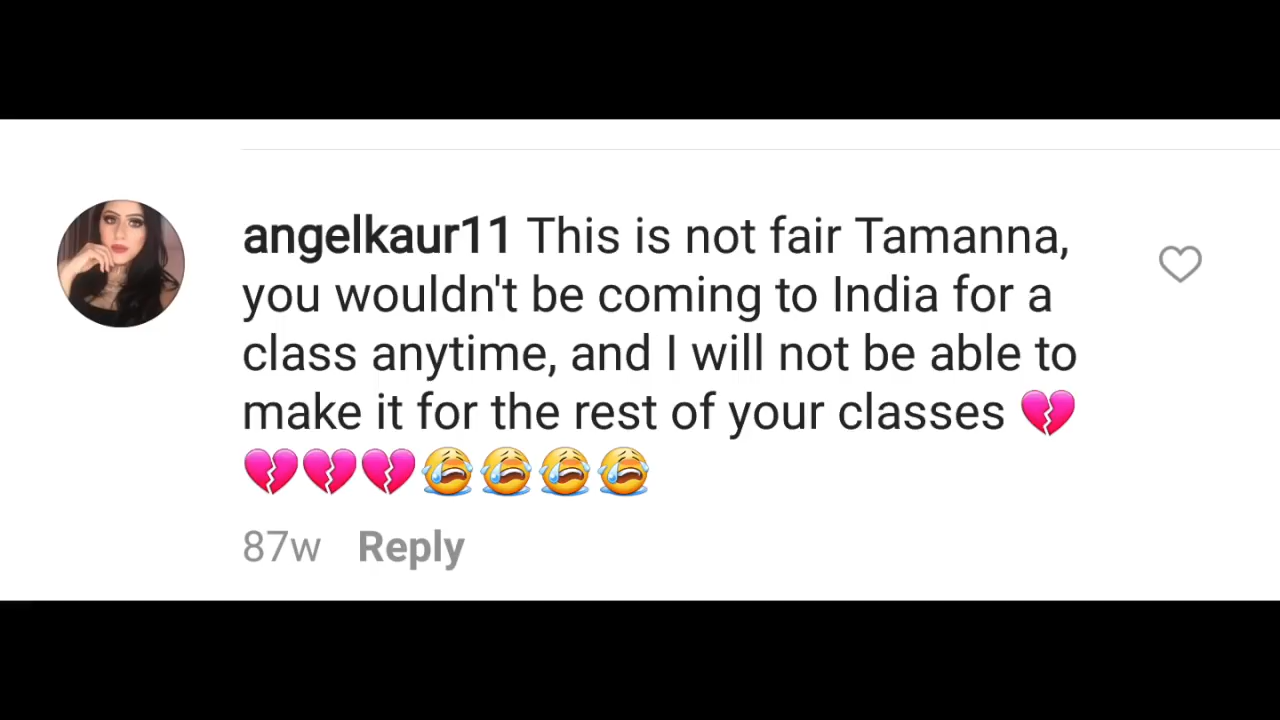 angelkaur11 This is not fair Tamanna,
you wouldn't be coming to India for a
class anytime, and I will not be able to
make it for the rest of your classes 💔
💔💔💔😭😭😭😭
87w Reply